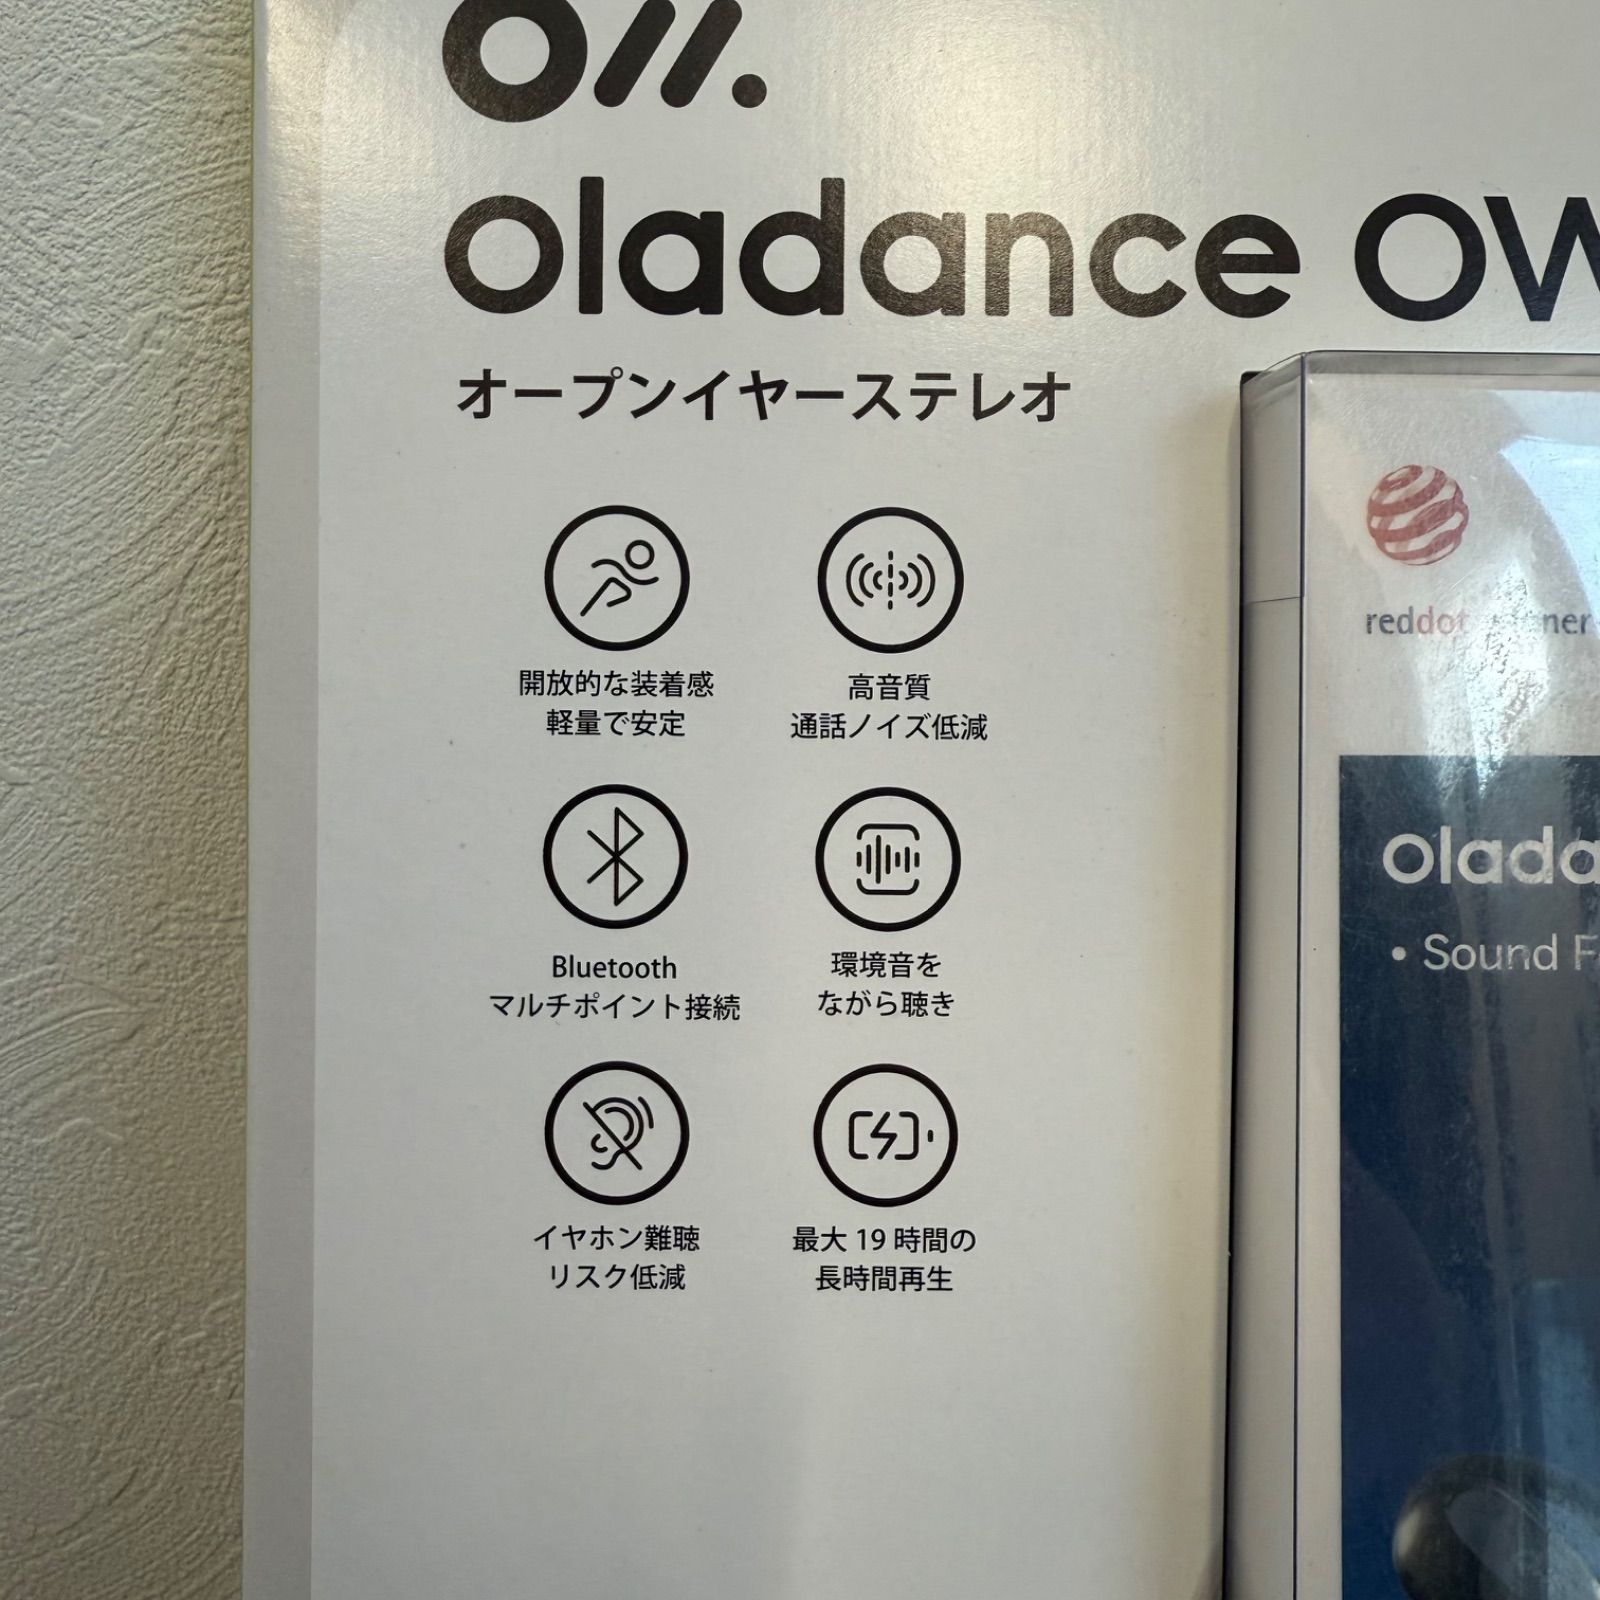 Oladance OW
オープンイヤーステレオ
開放的な装着感
軽量で安定
高音質
通話ノイズ低減
Bluetooth
マルチポイント接続
環境音を
ながら聴き
イヤホン難聴
リスク低減
最大 19 時間の
長時間再生
reddot
Olada
• Sound F